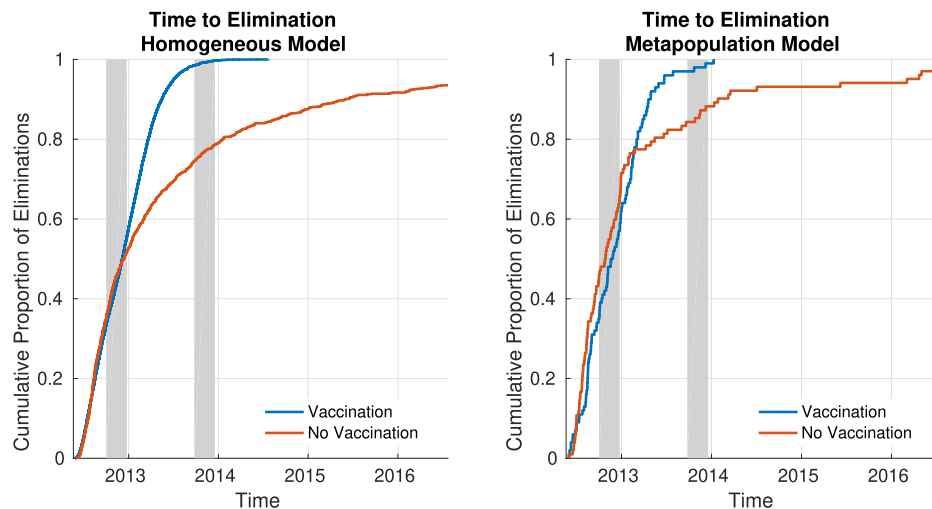 Time to Elimination
Homogeneous Model
Cumulative Proportion of Eliminations
1
0.8
0.6
0.4
0.2
0
2013
2014
2015
2016
Time
Vaccination
No Vaccination
Time to Elimination
Metapopulation Model
Cumulative Proportion of Eliminations
1
0.8
0.6
0.4
0.2
0
2013
2014
2015
2016
Time
Vaccination
No Vaccination